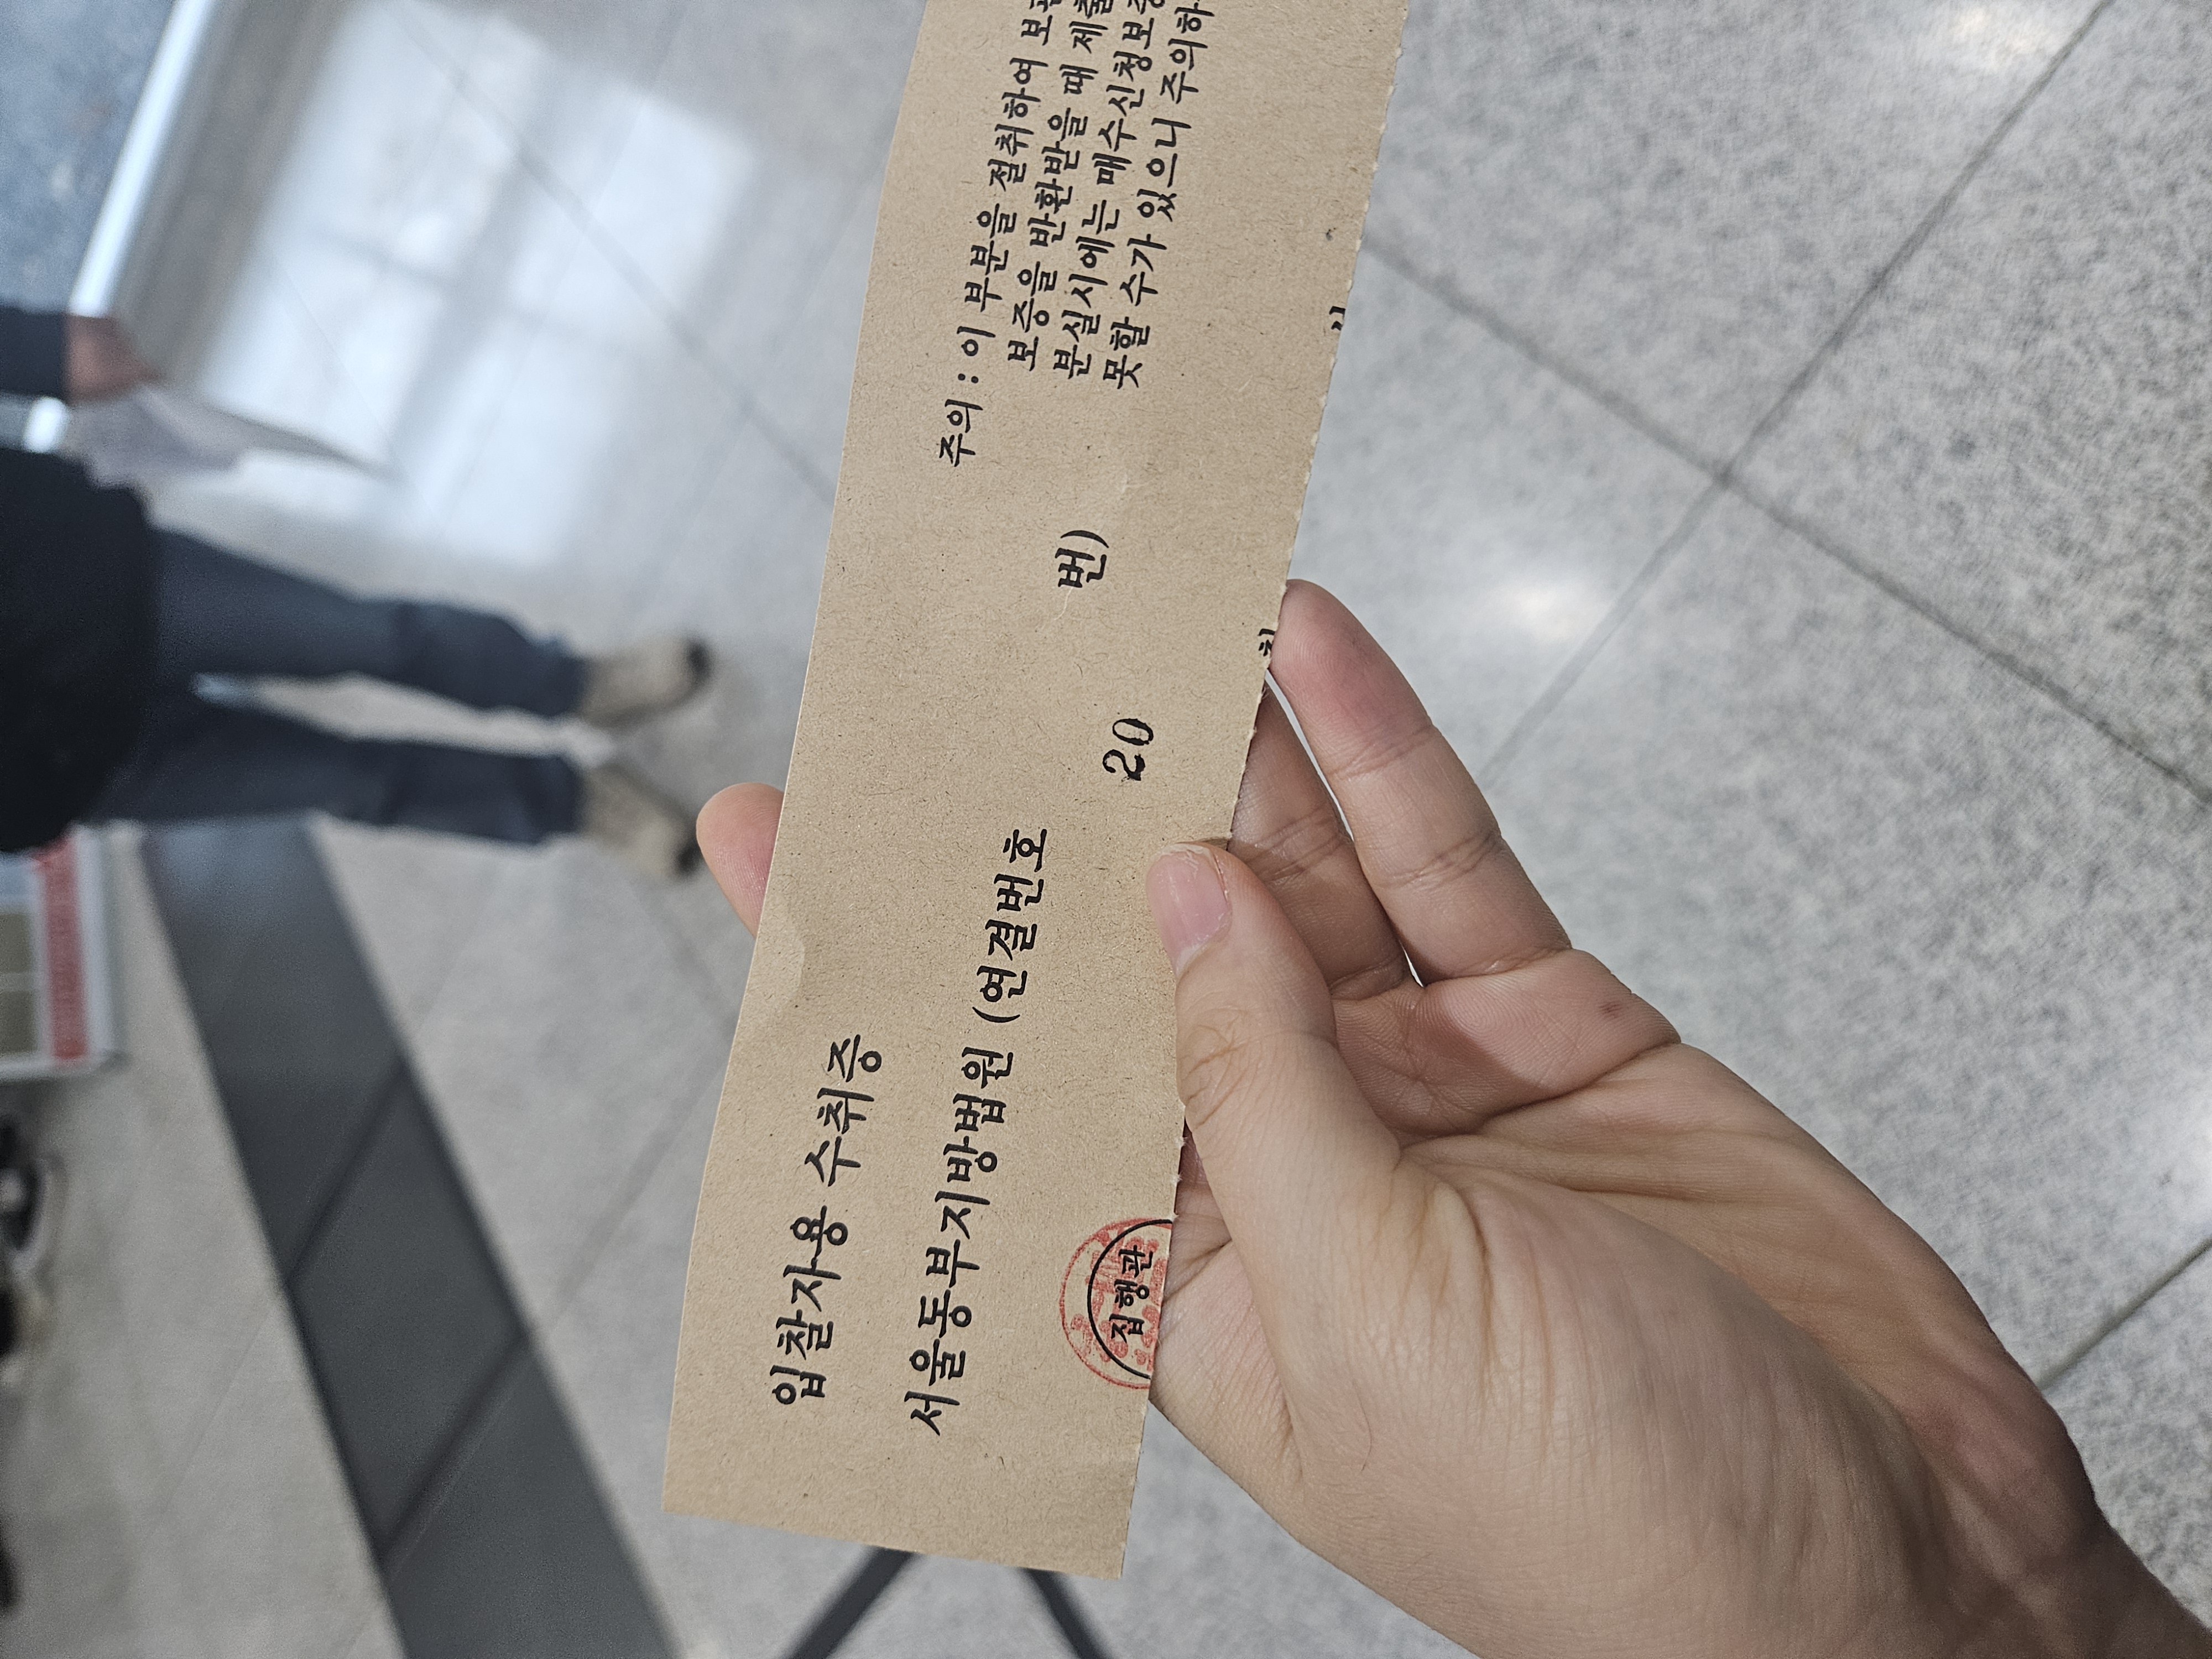 입찰자용 수취증
서울동부지방법원 (연결번호 20 번)
집행관
주의 : 이 부분을 절취하여 보관
보증을 반환받을 때 제출
분실시에는 매수신청보증
못할 수가 있으니 주의하